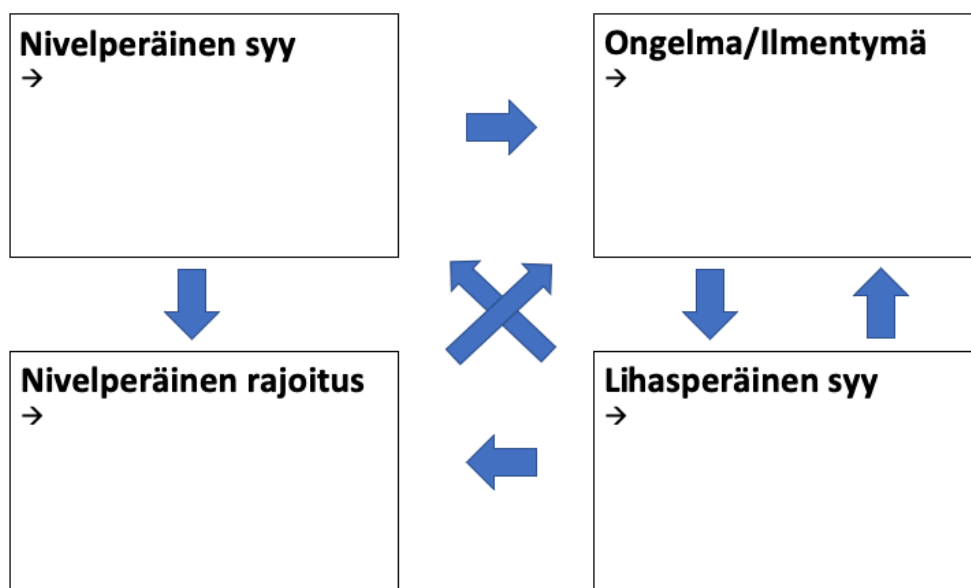 Nivelperäinen syy
→
Ongelma/Ilmentymä
→
Nivelperäinen rajoitus
→
Lihasperäinen syy
→